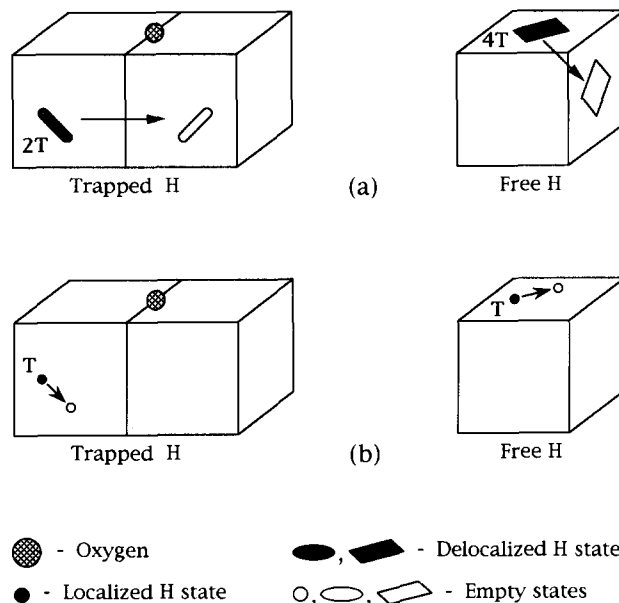 4T
2T
Trapped H
(a)
Free H
T
T
Trapped H
(b)
Free H
- Oxygen
, - Delocalized H state
- Localized H state
, , - Empty states